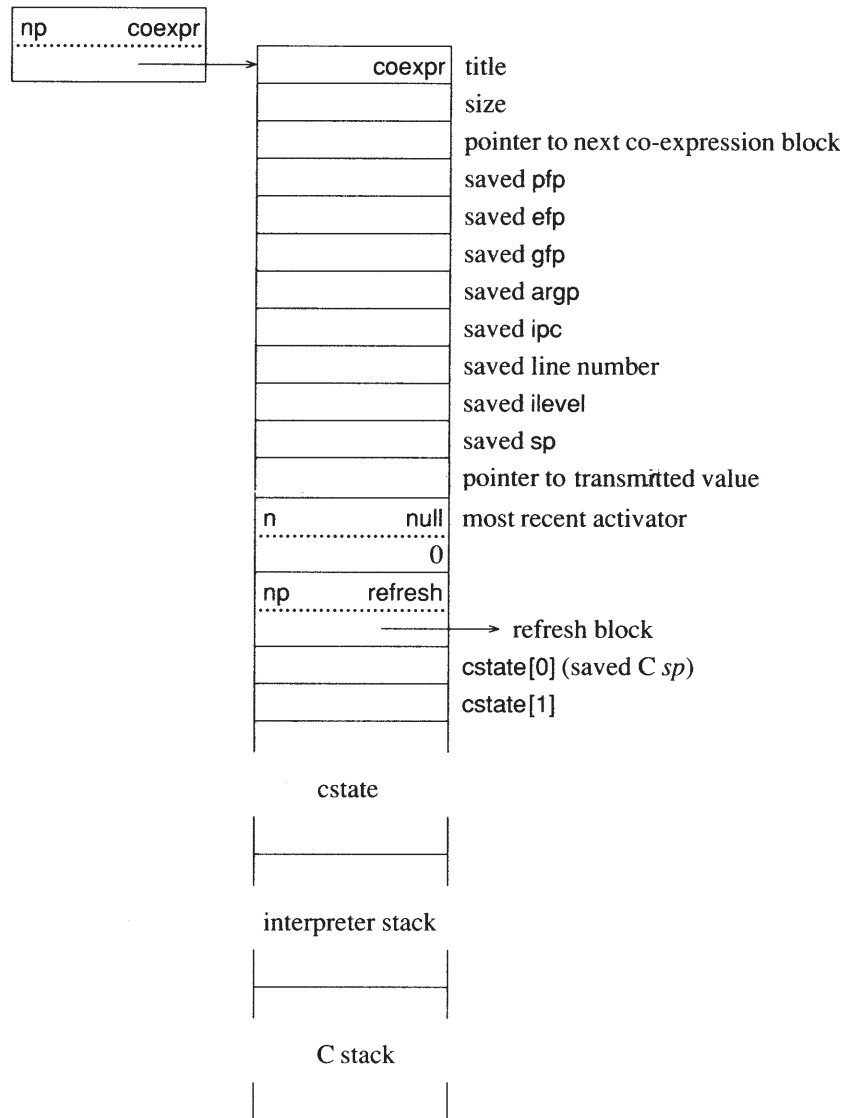 np coexpr
coexpr title
size
pointer to next co-expression block
saved pfp
saved efp
saved gfp
saved argp
saved ipc
saved line number
saved ilevel
saved sp
pointer to transmitted value
n null most recent activator
0
np refresh
refresh block
cstate[0] (saved C sp)
cstate[1]
cstate
interpreter stack
C stack